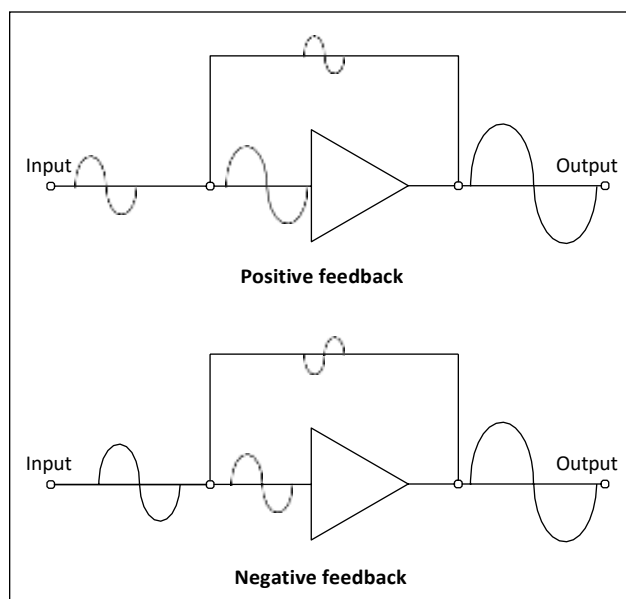 Input
Output
Positive feedback
Input
Output
Negative feedback